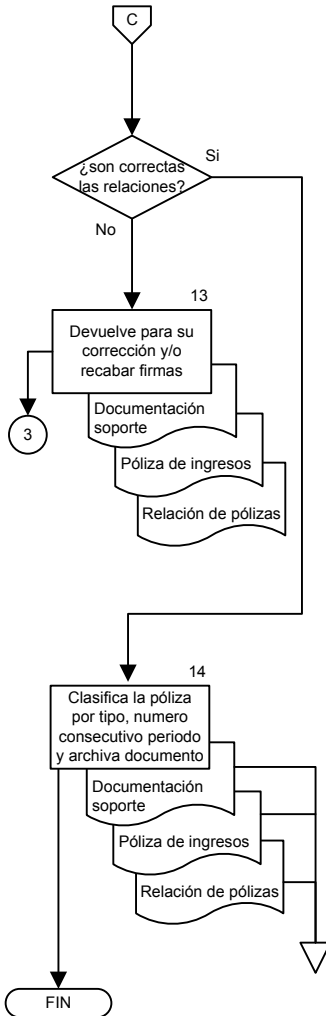 C
¿son correctas
las relaciones?
Si
No
13
Devuelve para su
corrección y/o
recabar firmas
3
Documentación
soporte
Póliza de ingresos
Relación de pólizas
14
Clasifica la póliza
por tipo, numero
consecutivo periodo
y archiva documento
Documentación
soporte
Póliza de ingresos
Relación de pólizas
FIN